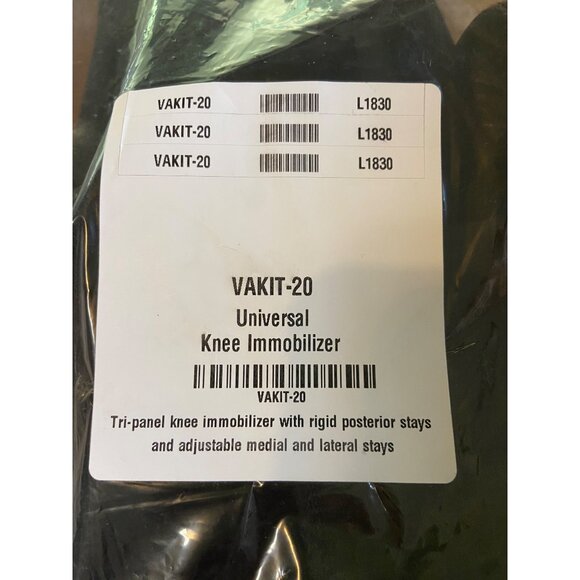 VAKIT-20 L1830
VAKIT-20 L1830
VAKIT-20 L1830
VAKIT-20
Universal
Knee Immobilizer
VAKIT-20
Tri-panel knee immobilizer with rigid posterior stays
and adjustable medial and lateral stays